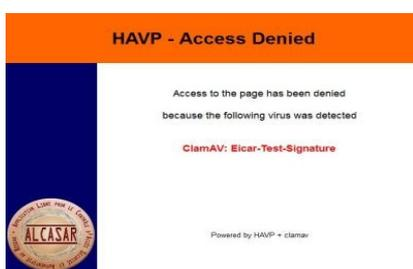 HAVP - Access Denied
Access to the page has been denied
because the following virus was detected
ClamAV: Eicar-Test-Signature
ALCASAR
Powered by HAVP + clamav